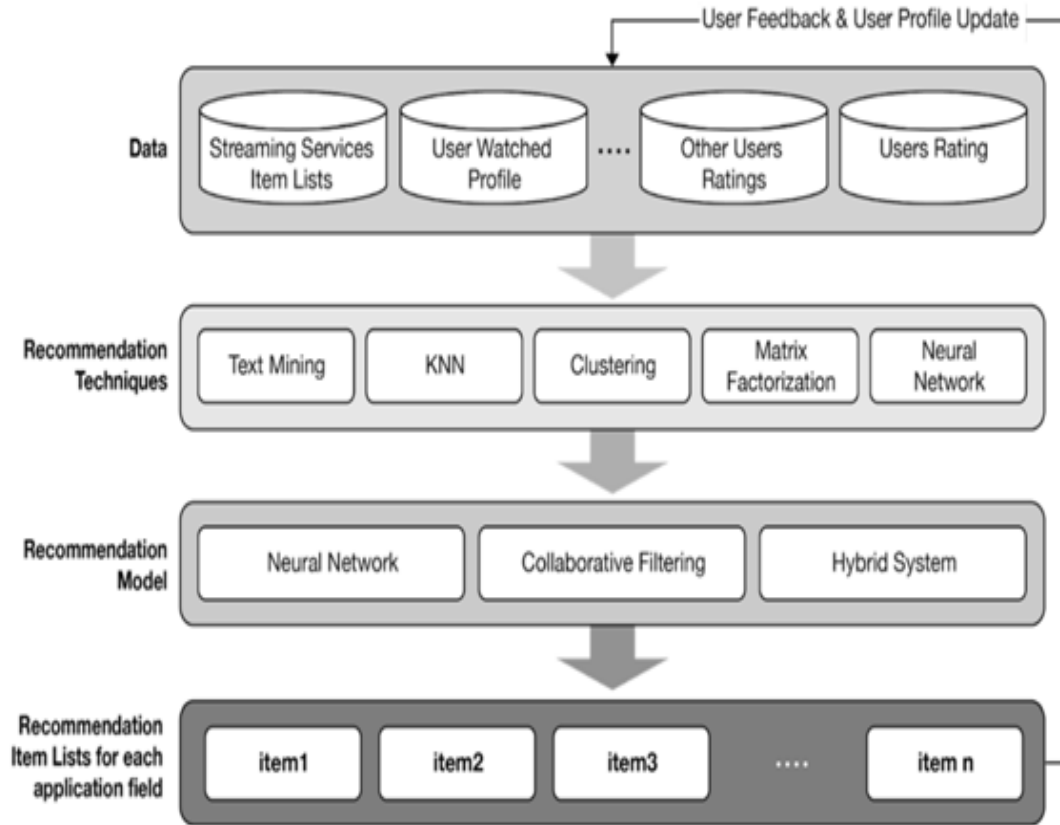 User Feedback & User Profile Update
Data
Streaming Services
Item Lists
User Watched
Profile
....
Other Users
Ratings
Users Rating
Recommendation
Techniques
Text Mining
KNN
Clustering
Matrix
Factorization
Neural
Network
Recommendation
Model
Neural Network
Collaborative Filtering
Hybrid System
Recommendation
Item Lists for each
application field
item1
item2
item3
....
item n